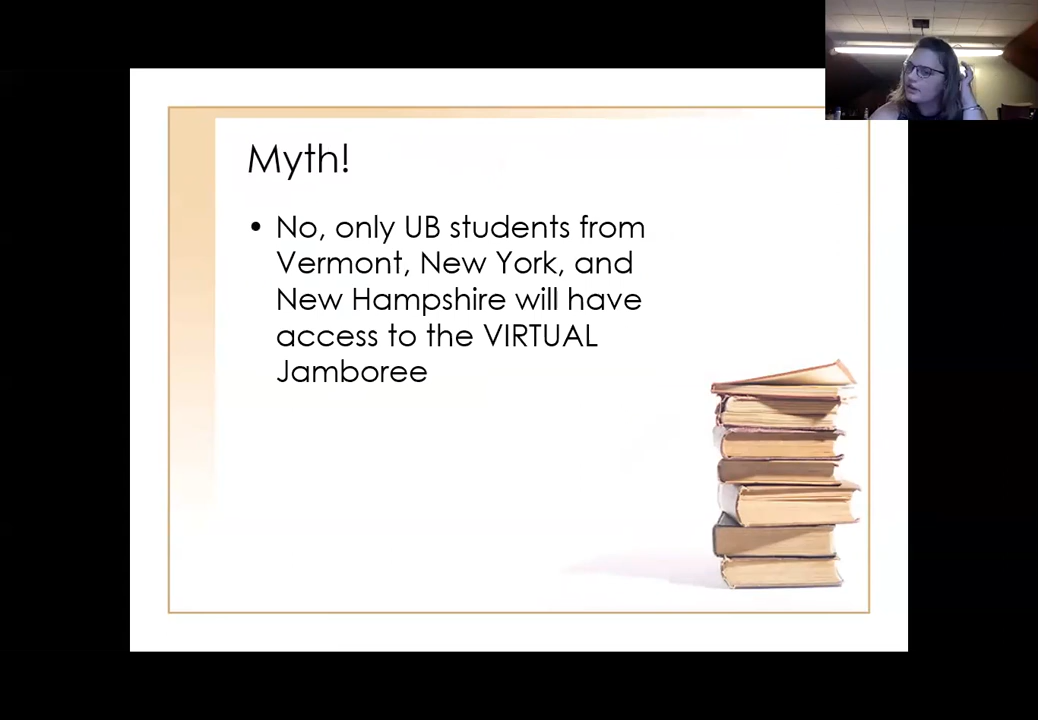 Myth!
• No, only UB students from
Vermont, New York, and
New Hampshire will have
access to the VIRTUAL
Jamboree